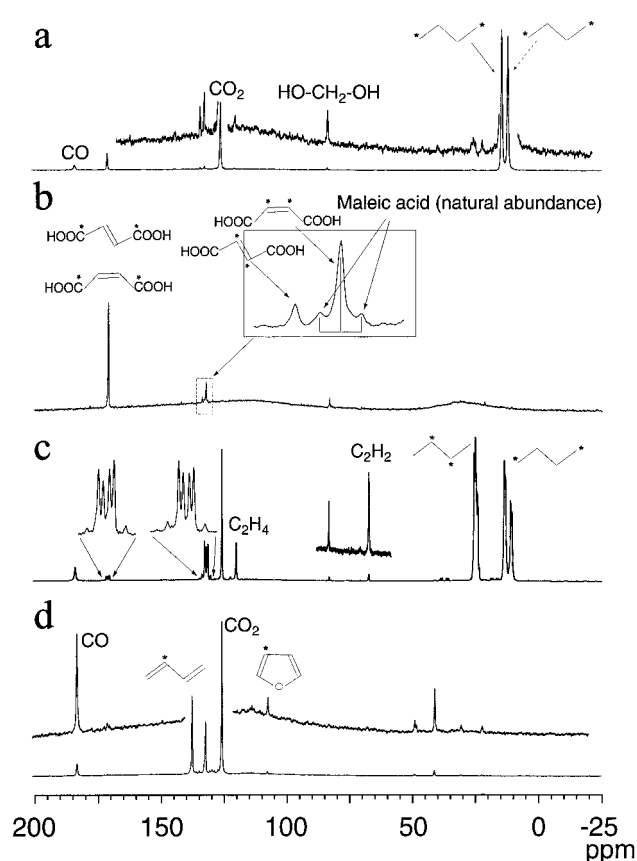 a
CO
CO2
HO-CH2-OH
* *
* *
b
* *
HOOC COOH
* *
HOOC COOH
* *
HOOC COOH
*
HOOC COOH
*
Maleic acid (natural abundance)
c
C2H4
C2H2
*
*
* *
d
CO
*
CO2
*
O
200 150 100 50 0 -25
ppm